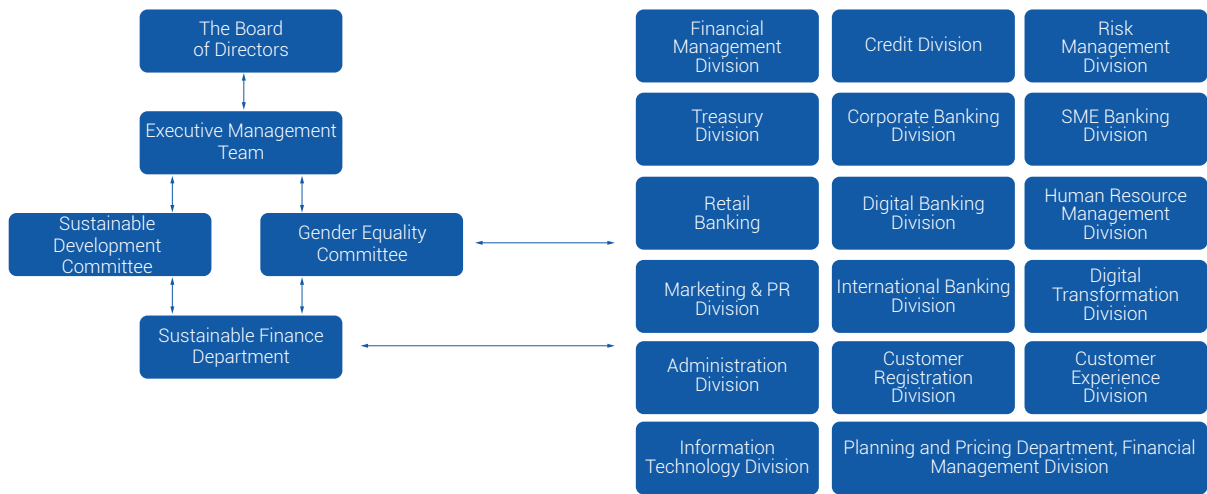 The Board
of Directors
Executive Management
Team
Sustainable
Development
Committee
Gender Equality
Committee
Sustainable Finance
Department
Financial
Management
Division
Credit Division
Risk
Management
Division
Treasury
Division
Corporate Banking
Division
SME Banking
Division
Retail
Banking
Digital Banking
Division
Human Resource
Management
Division
Marketing & PR
Division
International Banking
Division
Digital
Transformation
Division
Administration
Division
Customer
Registration
Division
Customer
Experience
Division
Information
Technology Division
Planning and Pricing Department, Financial
Management Division